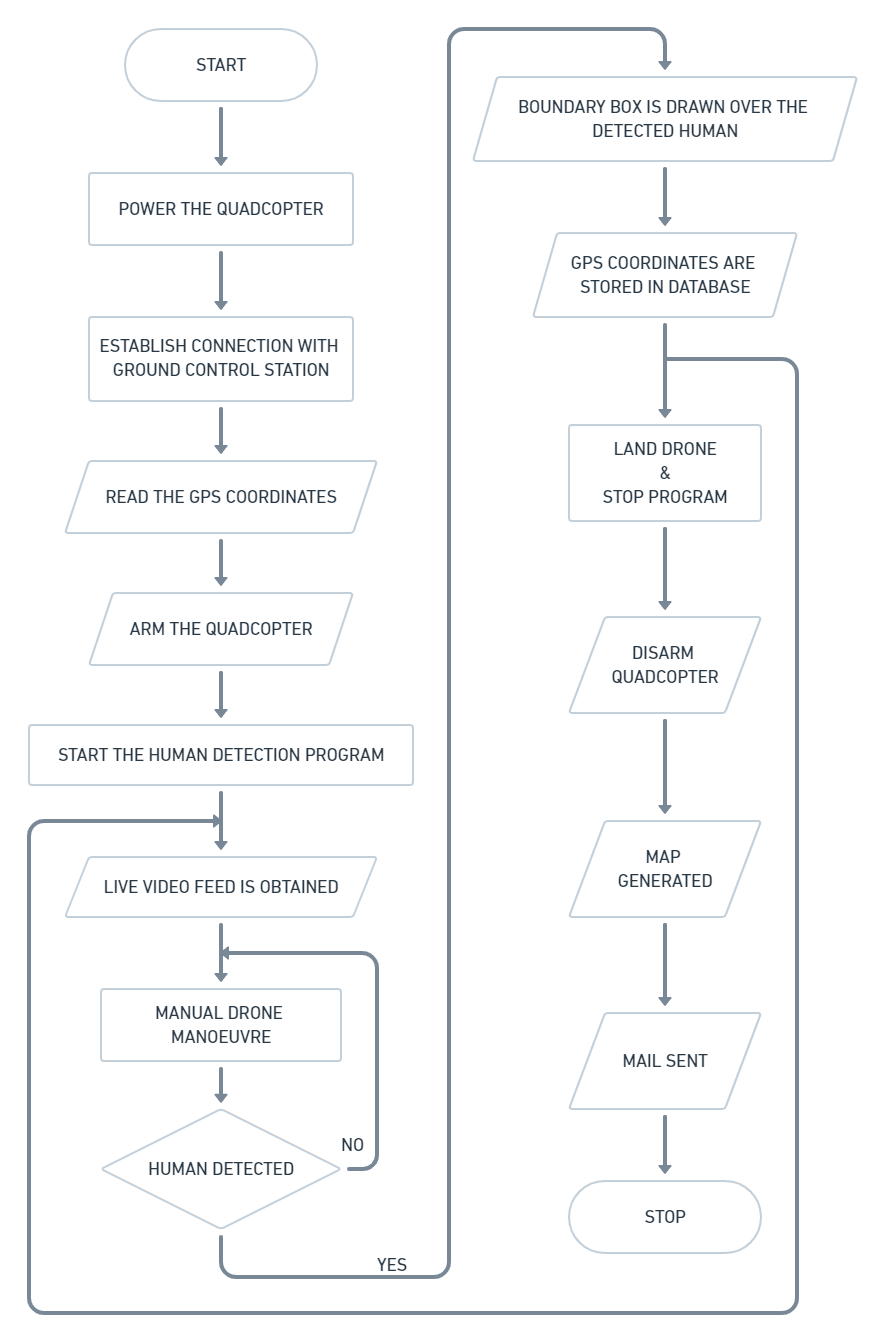 START
POWER THE QUADCOPTER
ESTABLISH CONNECTION WITH
GROUND CONTROL STATION
READ THE GPS COORDINATES
ARM THE QUADCOPTER
START THE HUMAN DETECTION PROGRAM
LIVE VIDEO FEED IS OBTAINED
MANUAL DRONE
MANOEUVRE
NO
HUMAN DETECTED
YES
BOUNDARY BOX IS DRAWN OVER THE
DETECTED HUMAN
GPS COORDINATES ARE
STORED IN DATABASE
LAND DRONE
&
STOP PROGRAM
DISARM
QUADCOPTER
MAP
GENERATED
MAIL SENT
STOP